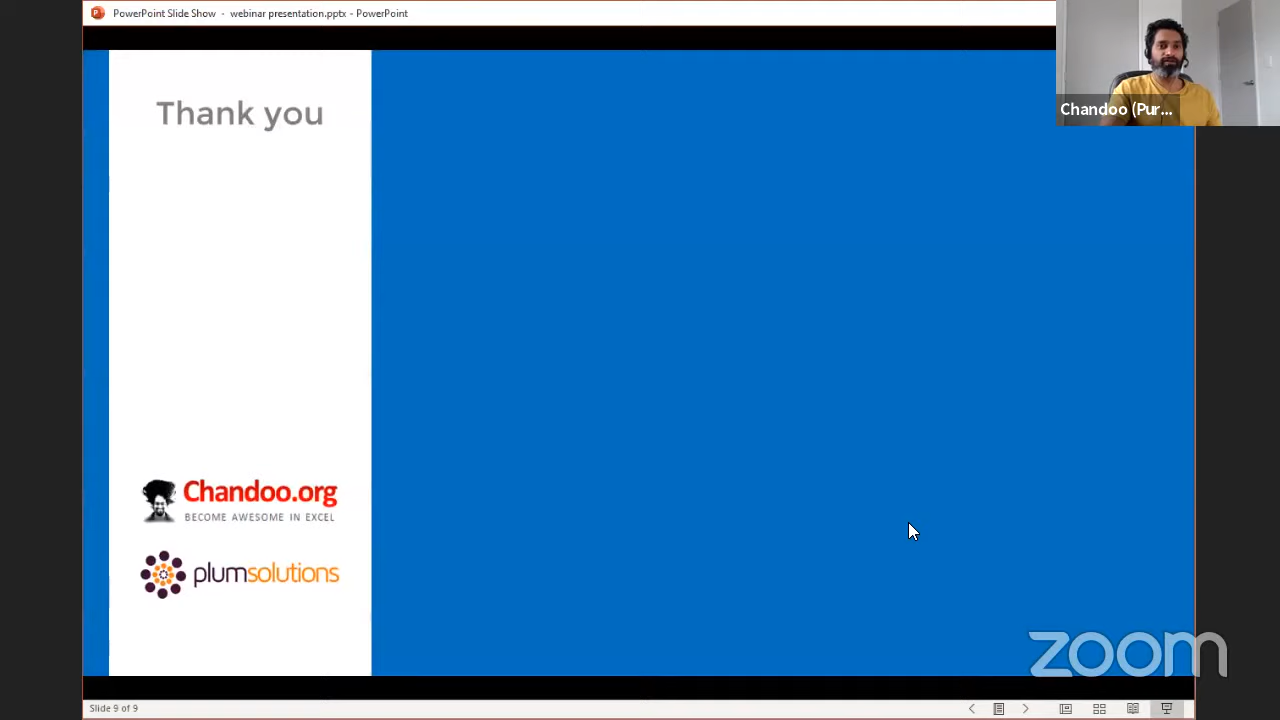 PowerPoint Slide Show - webinar presentation.pptx - PowerPoint
Chandoo (Pur...
Thank you
Chandoo.org
BECOME AWESOME IN EXCEL
plumsolutions
zoom
Slide 9 of 9